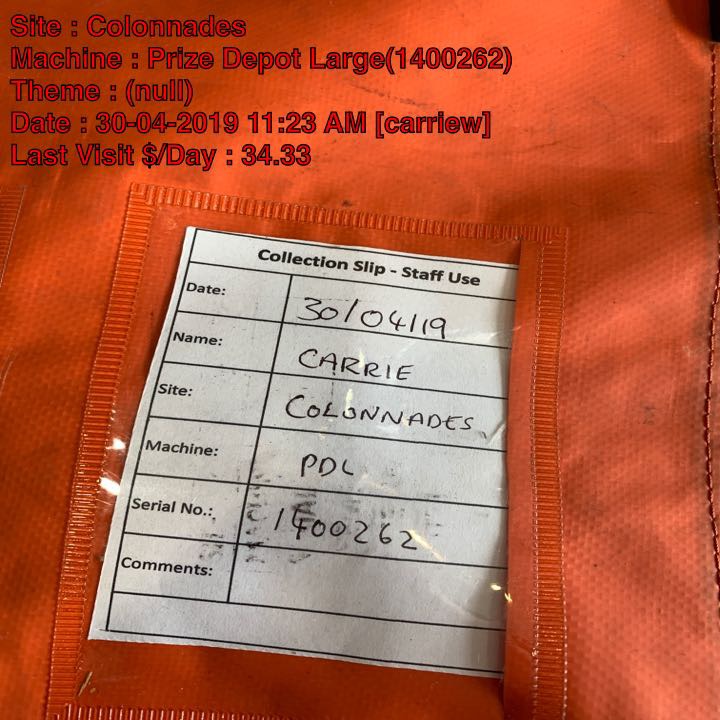 Site : Colonnades
Machine : Prize Depot Large(1400262)
Theme : (null)
Date : 30-04-2019 11:23 AM [carriew]
Last Visit $/Day : 34.33
Collection Slip - Staff Use
Date: 30/04/19
Name: CARRIE
Site: COLONNADES
Machine: PDL
Serial No.: 1400262
Comments: